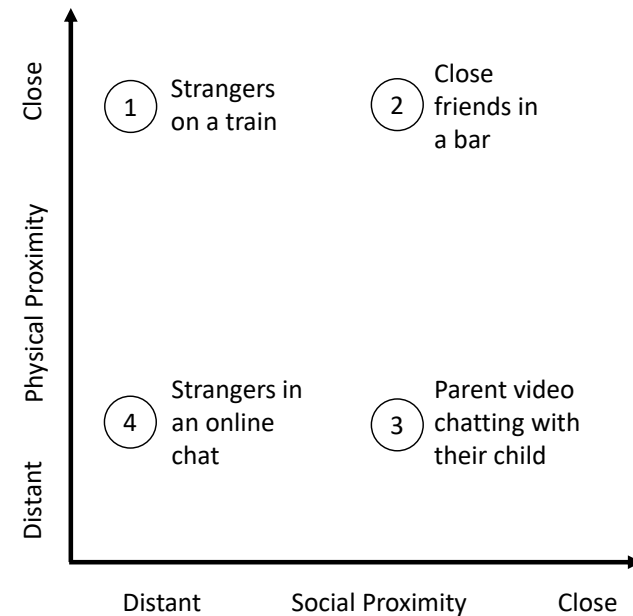 Close
Physical Proximity
Distant
1
Strangers
on a train
2
Close
friends in
a bar
4
Strangers in
an online
chat
3
Parent video
chatting with
their child
Distant
Social Proximity
Close